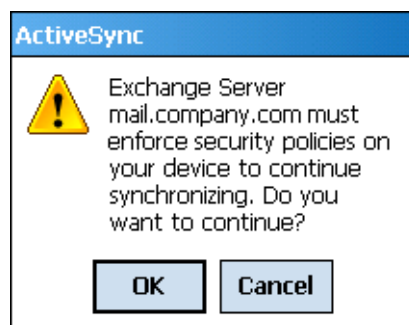 ActiveSync
Exchange Server
mail.company.com must
enforce security policies on
your device to continue
synchronizing. Do you
want to continue?
OK Cancel